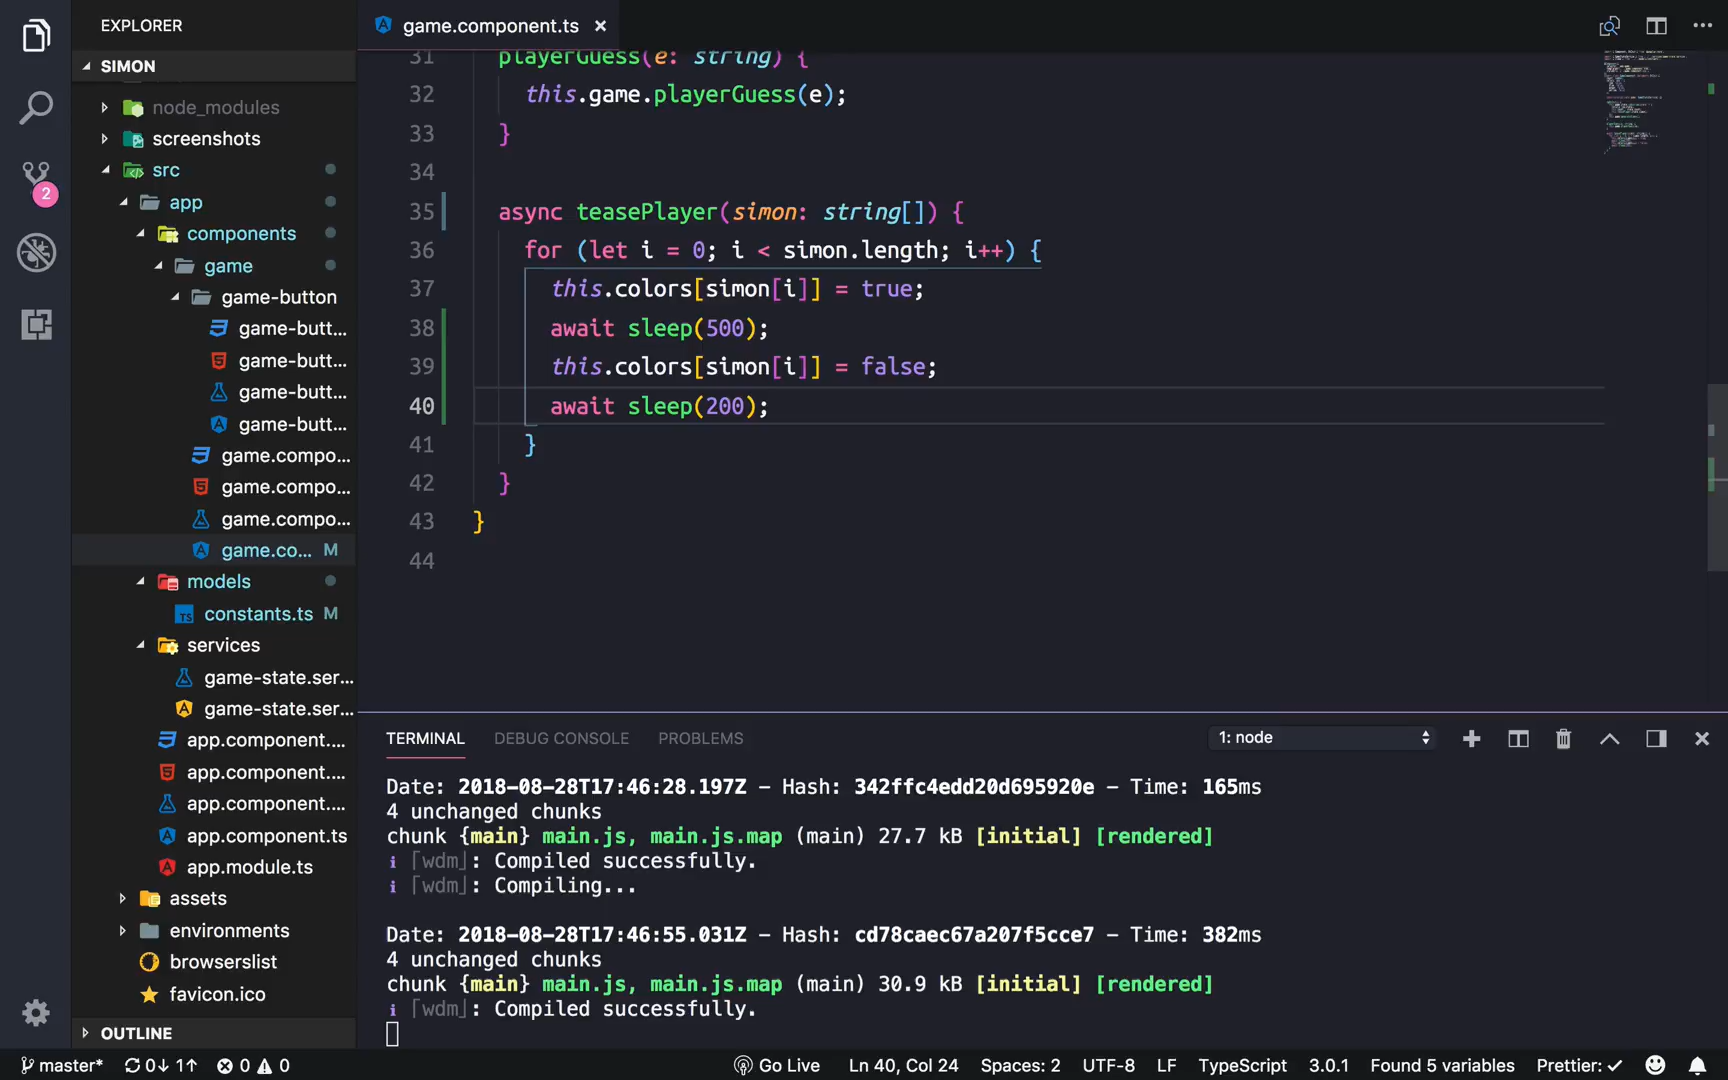 EXPLORER
SIMON
node_modules
screenshots
src
app
components
game
game-button
game-butt...
game-butt...
game-butt...
game-butt...
game.compo...
game.compo...
game.compo...
game.co... M
models
constants.ts M
services
game-state.ser...
game-state.ser...
app.component....
app.component....
app.component....
app.component.ts
app.module.ts
assets
environments
browserslist
favicon.ico
OUTLINE
2
game.component.ts
31 playerGuess(e: string) {
32 this.game.playerGuess(e);
33 }
34
35 async teasePlayer(simon: string[]) {
36 for (let i = 0; i < simon.length; i++) {
37 this.colors[simon[i]] = true;
38 await sleep(500);
39 this.colors[simon[i]] = false;
40 await sleep(200);
41 }
42 }
43 }
44
TERMINAL DEBUG CONSOLE PROBLEMS 1: node
Date: 2018-08-28T17:46:28.197Z - Hash: 342ffc4edd20d695920e - Time: 165ms
4 unchanged chunks
chunk {main} main.js, main.js.map (main) 27.7 kB [initial] [rendered]
i ｢wdm｣: Compiled successfully.
i ｢wdm｣: Compiling...
Date: 2018-08-28T17:46:55.031Z - Hash: cd78caec67a207f5cce7 - Time: 382ms
4 unchanged chunks
chunk {main} main.js, main.js.map (main) 30.9 kB [initial] [rendered]
i ｢wdm｣: Compiled successfully.
master* 0↓ 1↑ 0 0 Go Live Ln 40, Col 24 Spaces: 2 UTF-8 LF TypeScript 3.0.1 Found 5 variables Prettier: ✓